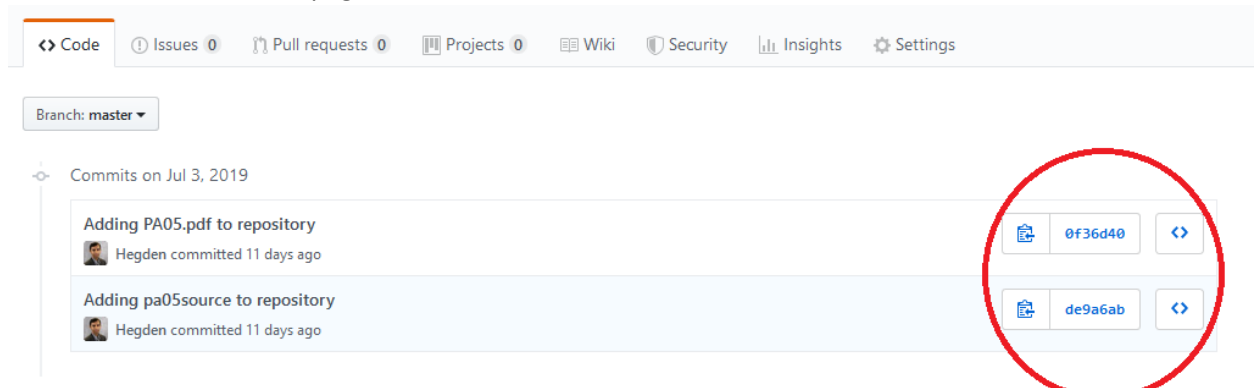 Code Issues 0 Pull requests 0 Projects 0 Wiki Security Insights Settings
Branch: master
Commits on Jul 3, 2019
Adding PA05.pdf to repository
0f36d40
Hegden committed 11 days ago
Adding pa05source to repository
de9a6ab
Hegden committed 11 days ago